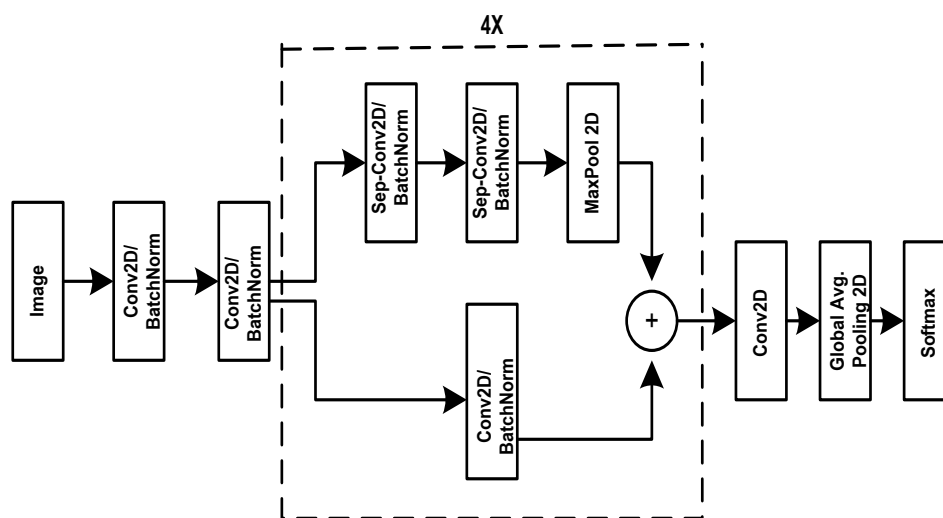 4X
Image
Conv2D/
BatchNorm
Conv2D/
BatchNorm
Sep-Conv2D/
BatchNorm
Sep-Conv2D/
BatchNorm
MaxPool 2D
Conv2D/
BatchNorm
+
Conv2D
Global Avg.
Pooling 2D
Softmax